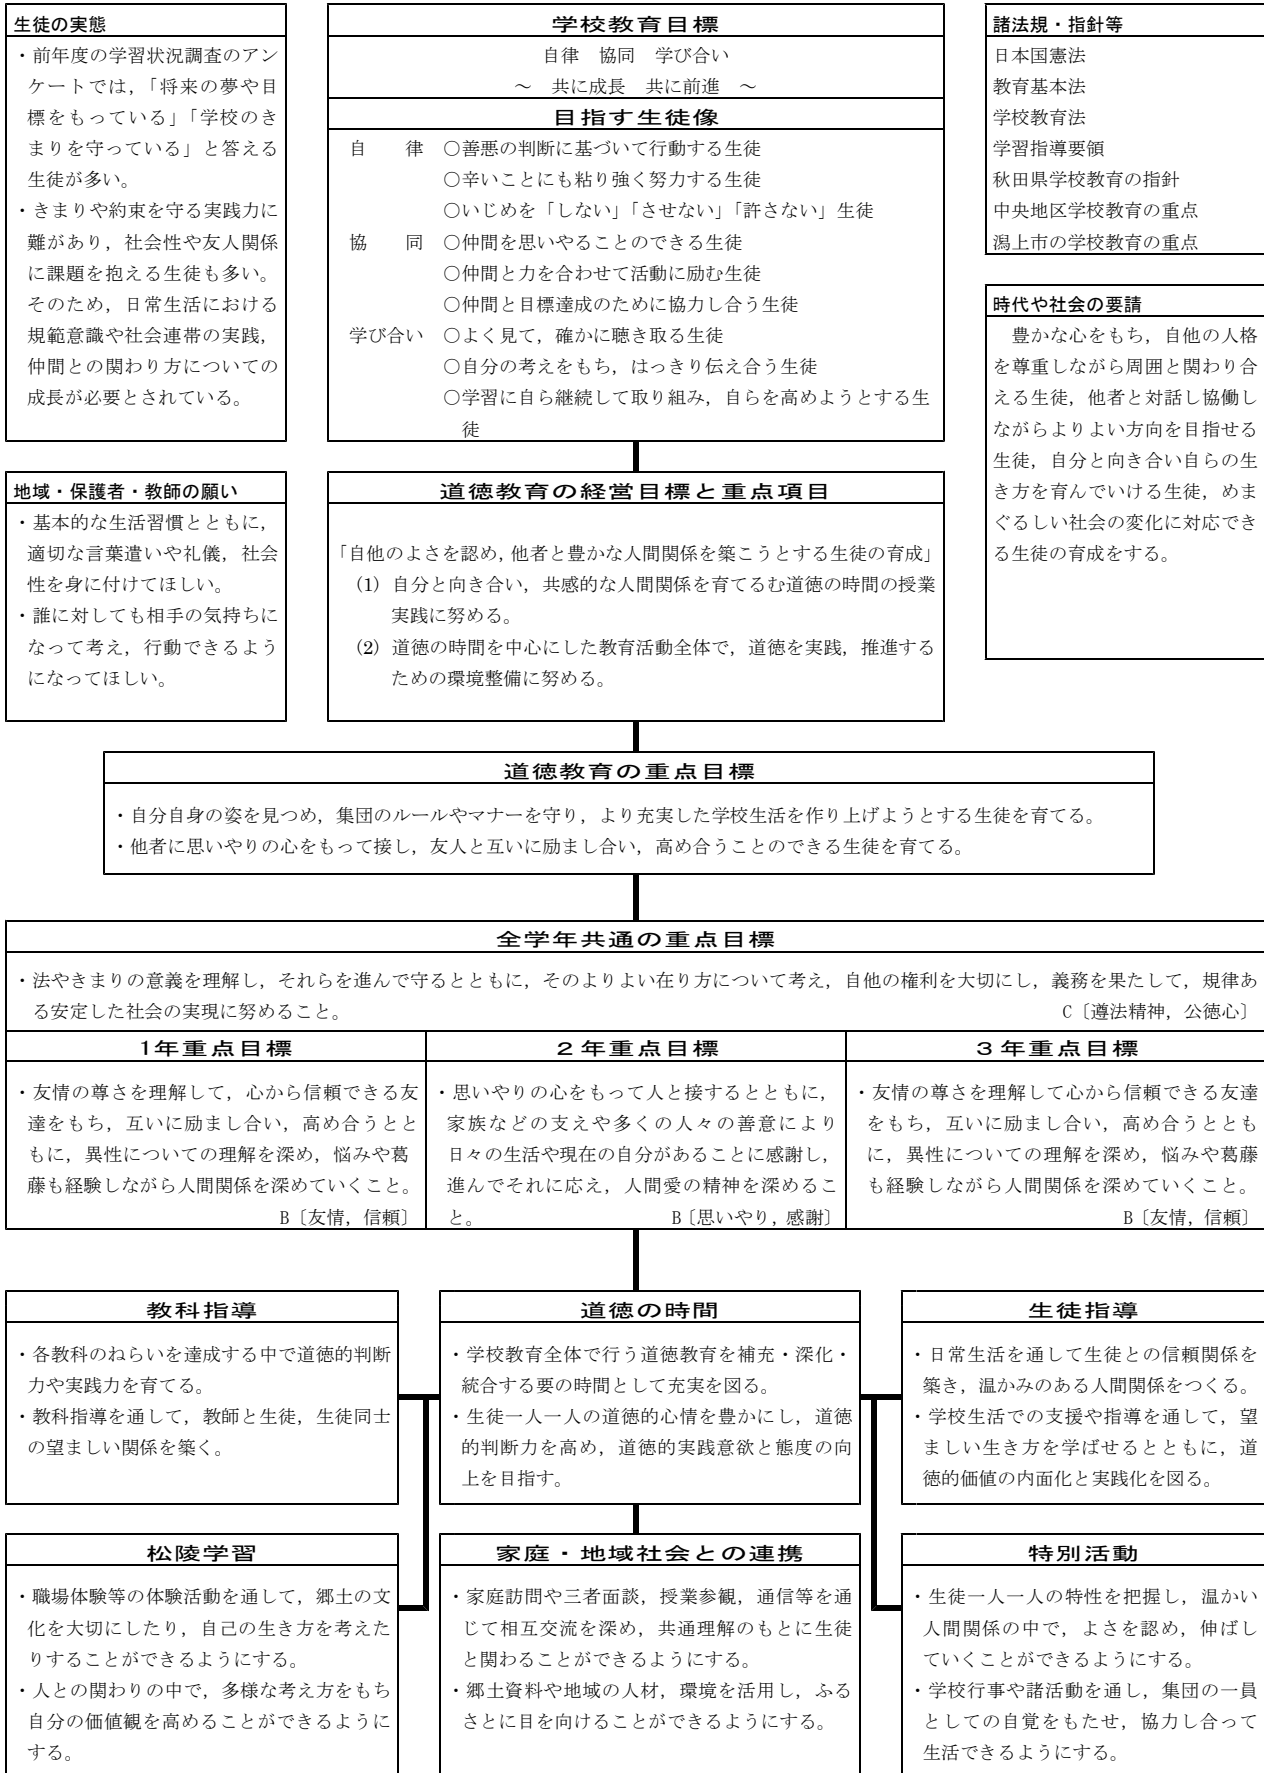 生徒の実態
・前年度の学習状況調査のアン
ケートでは，「将来の夢や目
標をもっている」「学校のき
まりを守っている」と答える
生徒が多い。
・きまりや約束を守る実践力に
難があり，社会性や友人関係
に課題を抱える生徒も多い。
そのため，日常生活における
規範意識や社会連帯の実践，
仲間との関わり方についての
成長が必要とされている。
地域・保護者・教師の願い
・基本的な生活習慣とともに，
適切な言葉遣いや礼儀，社会
性を身に付けてほしい。
・誰に対しても相手の気持ちに
なって考え，行動できるよう
になってほしい。
学校教育目標
自律　協同　学び合い
～　共に成長　共に前進　～
目指す生徒像
自　律　○善悪の判断に基づいて行動する生徒
○辛いことにも粘り強く努力する生徒
○いじめを「しない」「させない」「許さない」生徒
協　同　○仲間を思いやることのできる生徒
○仲間と力を合わせて活動に励む生徒
○仲間と目標達成のために協力し合う生徒
学び合い　○よく見て，確かに聴き取る生徒
○自分の考えをもち，はっきり伝え合う生徒
○学習に自ら継続して取り組み，自らを高めようとする生
徒
道徳教育の経営目標と重点項目
「自他のよさを認め，他者と豊かな人間関係を築こうとする生徒の育成」
(1) 自分と向き合い，共感的な人間関係を育てるむ道徳の時間の授業
実践に努める。
(2) 道徳の時間を中心にした教育活動全体で，道徳を実践，推進する
ための環境整備に努める。
諸法規・指針等
日本国憲法
教育基本法
学校教育法
学習指導要領
秋田県学校教育の指針
中央地区学校教育の重点
潟上市の学校教育の重点
時代や社会の要請
豊かな心をもち，自他の人格
を尊重しながら周囲と関わり合
える生徒，他者と対話し協働し
ながらよりよい方向を目指せる
生徒，自分と向き合い自らの生
き方を育んでいける生徒，めま
ぐるしい社会の変化に対応でき
る生徒の育成をする。
道徳教育の重点目標
・自分自身の姿を見つめ，集団のルールやマナーを守り，より充実した学校生活を作り上げようとする生徒を育てる。
・他者に思いやりの心をもって接し，友人と互いに励まし合い，高め合うことのできる生徒を育てる。
全学年共通の重点目標
・法やきまりの意義を理解し，それらを進んで守るとともに，そのよりよい在り方について考え，自他の権利を大切にし，義務を果たして，規律あ
る安定した社会の実現に努めること。　C〔遵法精神，公徳心〕
1年重点目標
・友情の尊さを理解して，心から信頼できる友
達をもち，互いに励まし合い，高め合うとと
もに，異性についての理解を深め，悩みや葛
藤も経験しながら人間関係を深めていくこと。
B〔友情，信頼〕
2年重点目標
・思いやりの心をもって人と接するとともに，
家族などの支えや多くの人々の善意により
日々の生活や現在の自分があることに感謝し，
進んでそれに応え，人間愛の精神を深めるこ
と。　B〔思いやり，感謝〕
3年重点目標
・友情の尊さを理解して心から信頼できる友達
をもち，互いに励まし合い，高め合うととも
に，異性についての理解を深め，悩みや葛藤
も経験しながら人間関係を深めていくこと。
B〔友情，信頼〕
教科指導
・各教科のねらいを達成する中で道徳的判断
力や実践力を育てる。
・教科指導を通して，教師と生徒，生徒同士
の望ましい関係を築く。
道徳の時間
・学校教育全体で行う道徳教育を補充・深化・
統合する要の時間として充実を図る。
・生徒一人一人の道徳的心情を豊かにし，道徳
的判断力を高め，道徳的実践意欲と態度の向
上を目指す。
生徒指導
・日常生活を通して生徒との信頼関係を
築き，温かみのある人間関係をつくる。
・学校生活での支援や指導を通して，望
ましい生き方を学ばせるとともに，道
徳的価値の内面化と実践化を図る。
松陵学習
・職場体験等の体験活動を通して，郷土の文
化を大切にしたり，自己の生き方を考えた
りすることができるようにする。
・人との関わりの中で，多様な考え方をもち
自分の価値観を高めることができるように
する。
家庭・地域社会との連携
・家庭訪問や三者面談，授業参観，通信等を通
じて相互交流を深め，共通理解のもとに生徒
と関わることができるようにする。
・郷土資料や地域の人材，環境を活用し，ふる
さとに目を向けることができるようにする。
特別活動
・生徒一人一人の特性を把握し，温かい
人間関係の中で，よさを認め，伸ばし
ていくことができるようにする。
・学校行事や諸活動を通し，集団の一員
としての自覚をもたせ，協力し合って
生活できるようにする。